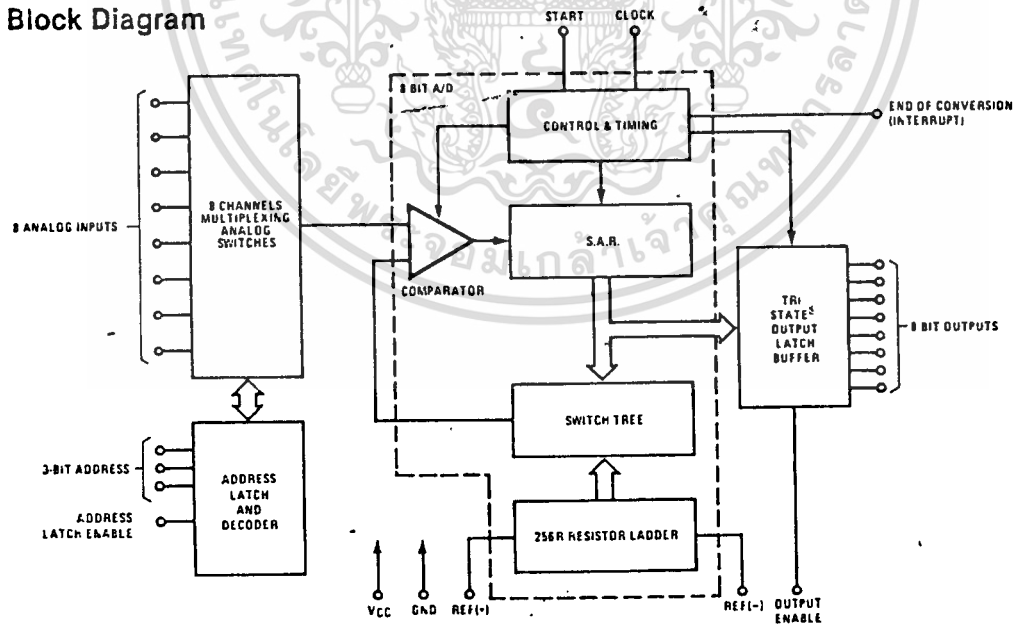 Block Diagram
START
CLOCK
8 BIT A/D
CONTROL & TIMING
END OF CONVERSION
(INTERRUPT)
8 ANALOG INPUTS
8 CHANNELS
MULTIPLEXING
ANALOG
SWITCHES
COMPARATOR
S.A.R.
TRI
STATE
OUTPUT
LATCH
BUFFER
8 BIT OUTPUTS
SWITCH TREE
3-BIT ADDRESS
ADDRESS
LATCH ENABLE
ADDRESS
LATCH
AND
DECODER
256R RESISTOR LADDER
VCC
GND
REF(+)
REF(-)
OUTPUT
ENABLE